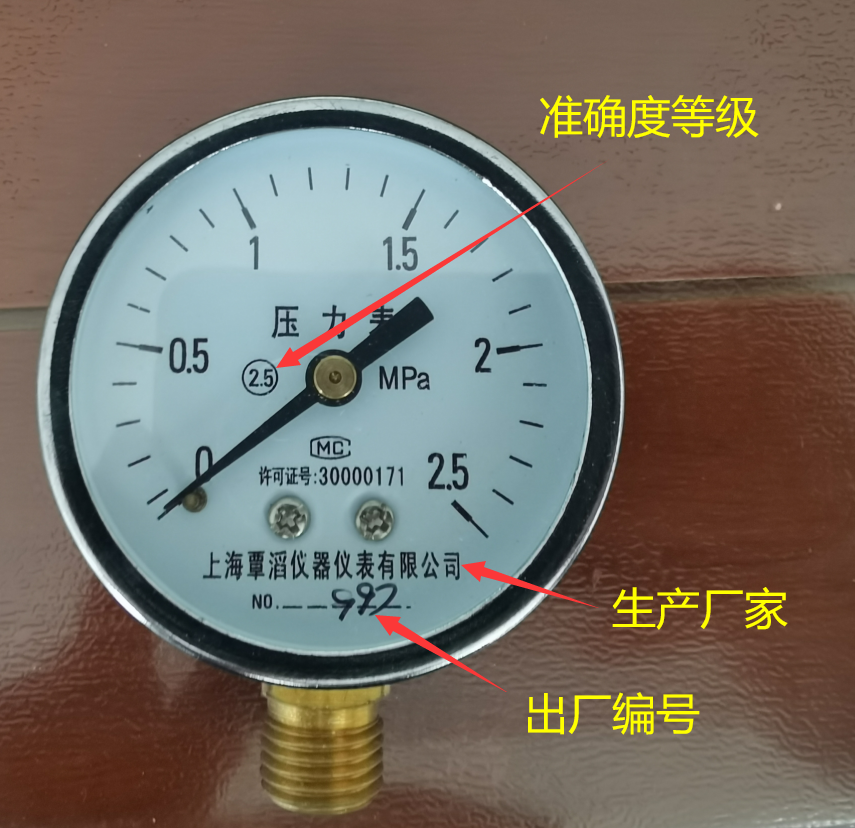 准确度等级
1 1.5
压力表
0.5 2
2.5 MPa
0 MC 2.5
许可证号:30000171
上海覃滔仪器仪表有限公司
生产厂家
NO.
出厂编号